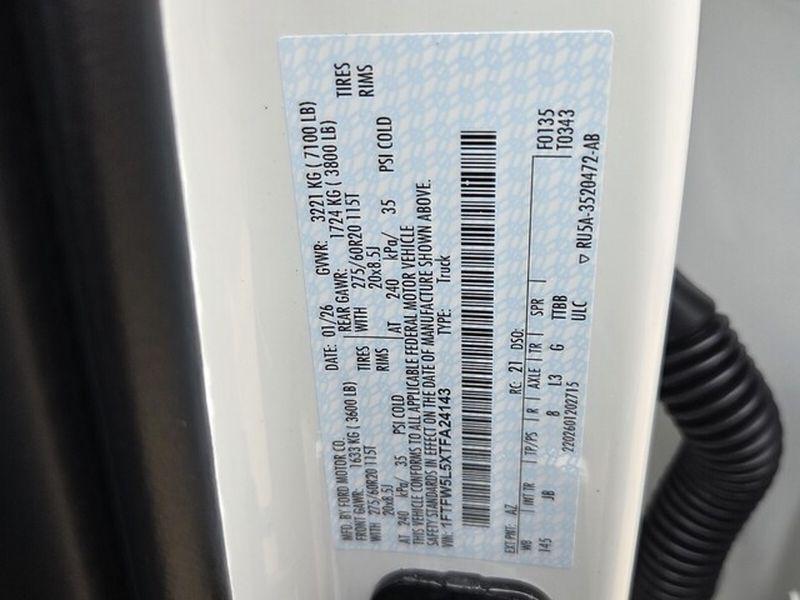 MFD. BY FORD MOTOR CO. DATE: 01/26 GVWR: 3221 KG ( 7100 LB)
FRONT GAWR: 1633 KG (3600 LB) REAR GAWR: 1724 KG ( 3800 LB)
WITH 275/60R20 115T TIRES WITH 275/60R20 115T TIRES
20x8.5J RIMS 20x8.5J RIMS
AT 240 kPa/ 35 PSI COLD AT 240 kPa/ 35 PSI COLD
THIS VEHICLE CONFORMS TO ALL APPLICABLE FEDERAL MOTOR VEHICLE
SAFETY STANDARDS IN EFFECT ON THE DATE OF MANUFACTURE SHOWN ABOVE.
VIN: 1FTFW5L5XTFA24143 TYPE: Truck
F0135
EXT PNT: AZ RC: 21 DSO: T0343
WB INT TR TP/PS R AXLE TR SPR
145 JB 8 L3 G TTBB
2202601202715 ULC ▽ RU5A-3520472-AB